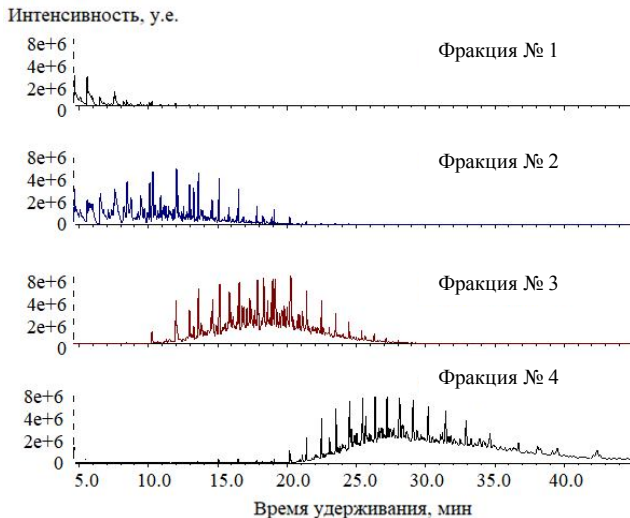 Интенсивность, у.е.
8e+6
4e+6
2e+6
0
Фракция № 1
8e+6
4e+6
2e+6
0
Фракция № 2
8e+6
4e+6
2e+6
0
Фракция № 3
8e+6
4e+6
2e+6
0
Фракция № 4
5.0 10.0 15.0 20.0 25.0 30.0 35.0 40.0
Время удерживания, мин